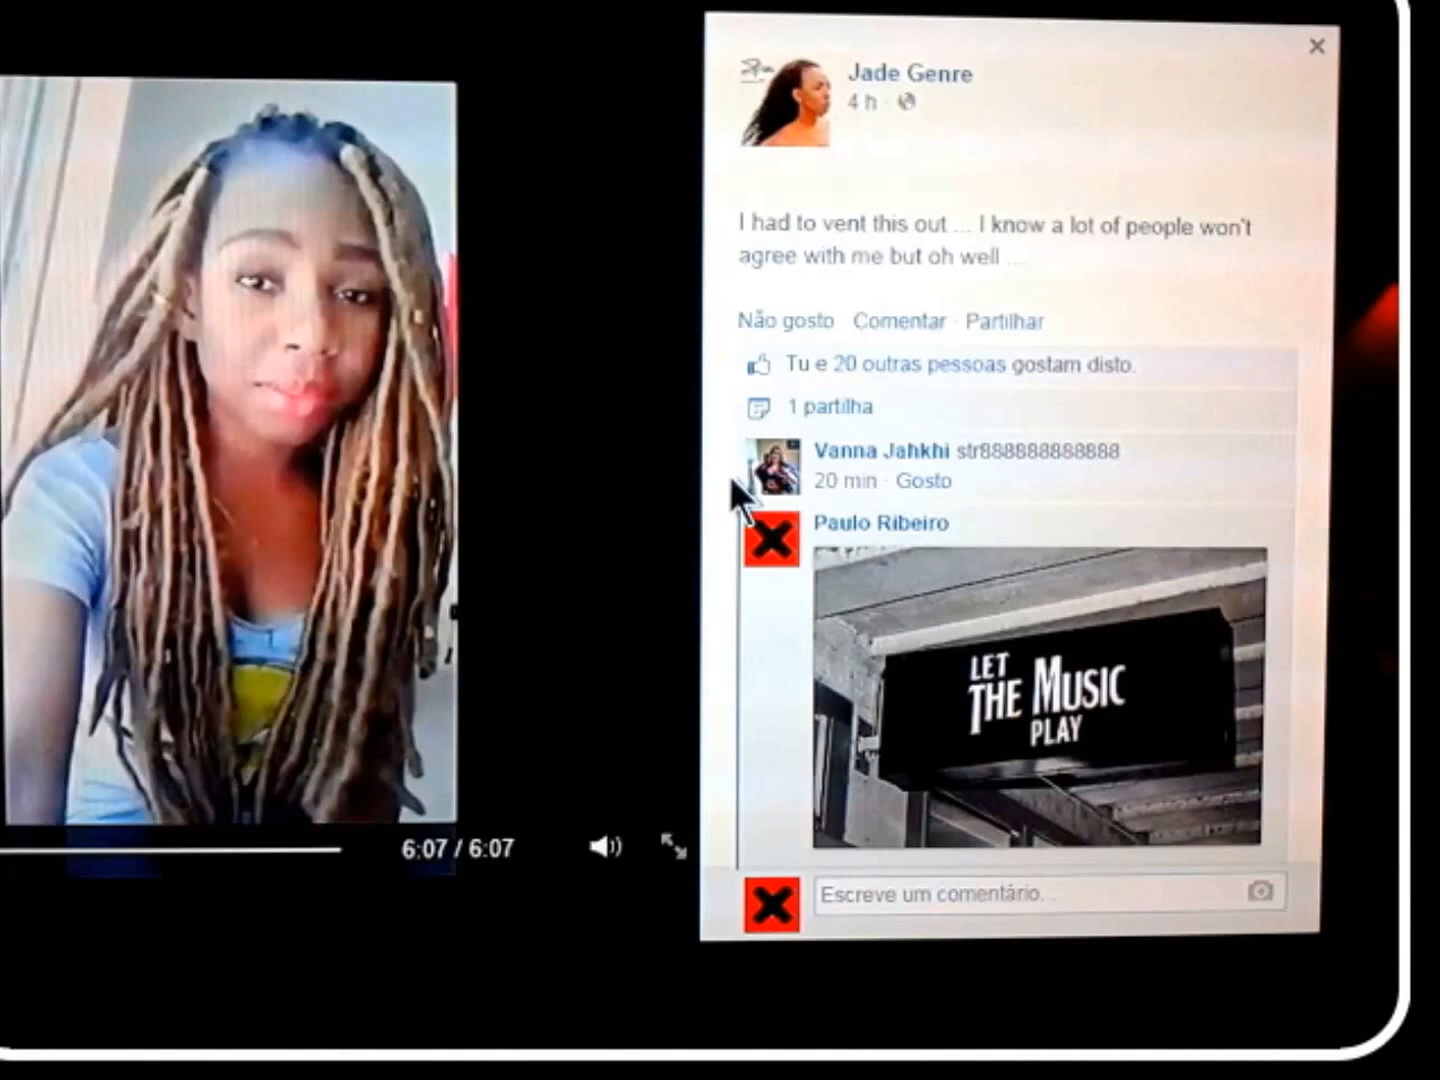 Jade Genre
4 h
I had to vent this out ... I know a lot of people won't
agree with me but oh well ....
Não gosto · Comentar · Partilhar
Tu e 20 outras pessoas gostam disto.
1 partilha
Vanna Jahkhi str888888888888
20 min · Gosto
Paulo Ribeiro
LET
THE MUSIC
PLAY
6:07 / 6:07
Escreve um comentário...